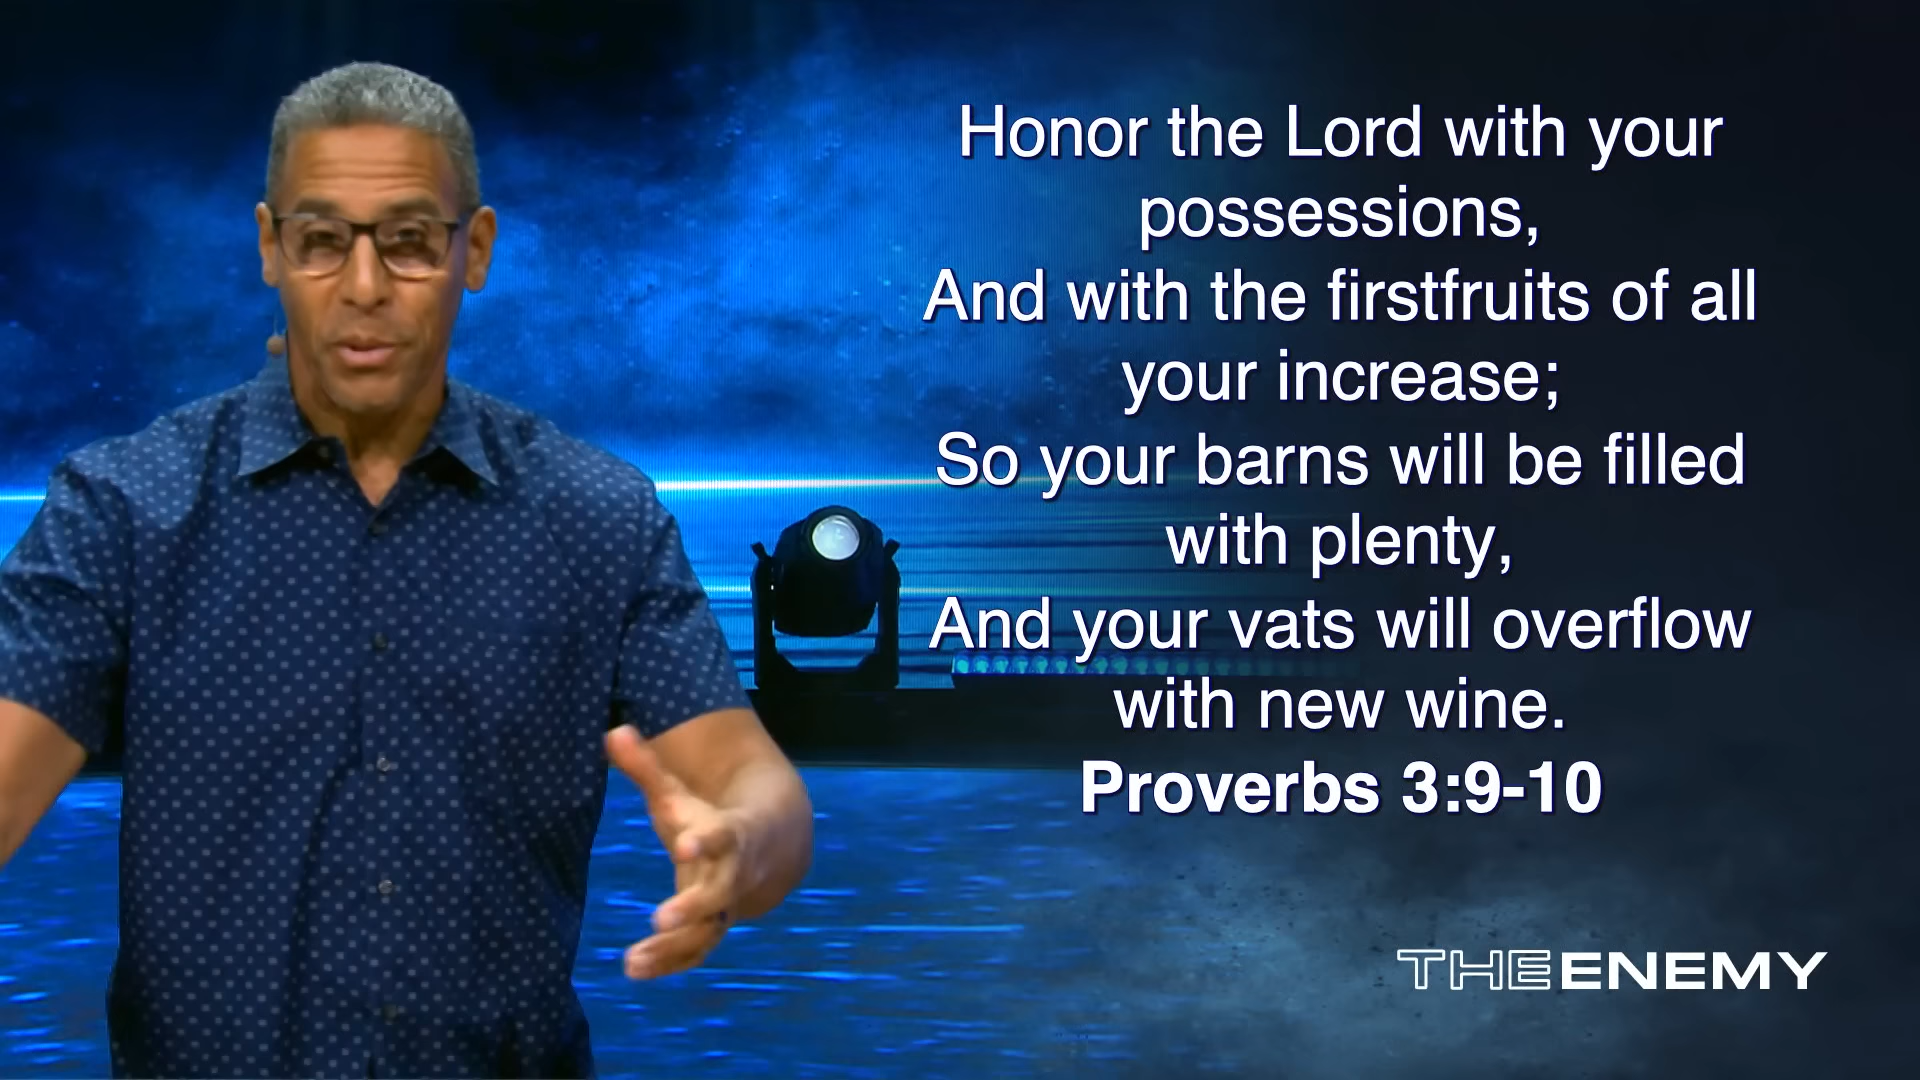 Honor the Lord with your
possessions,
And with the firstfruits of all
your increase;
So your barns will be filled
with plenty,
And your vats will overflow
with new wine.
Proverbs 3:9-10
THEENEMY